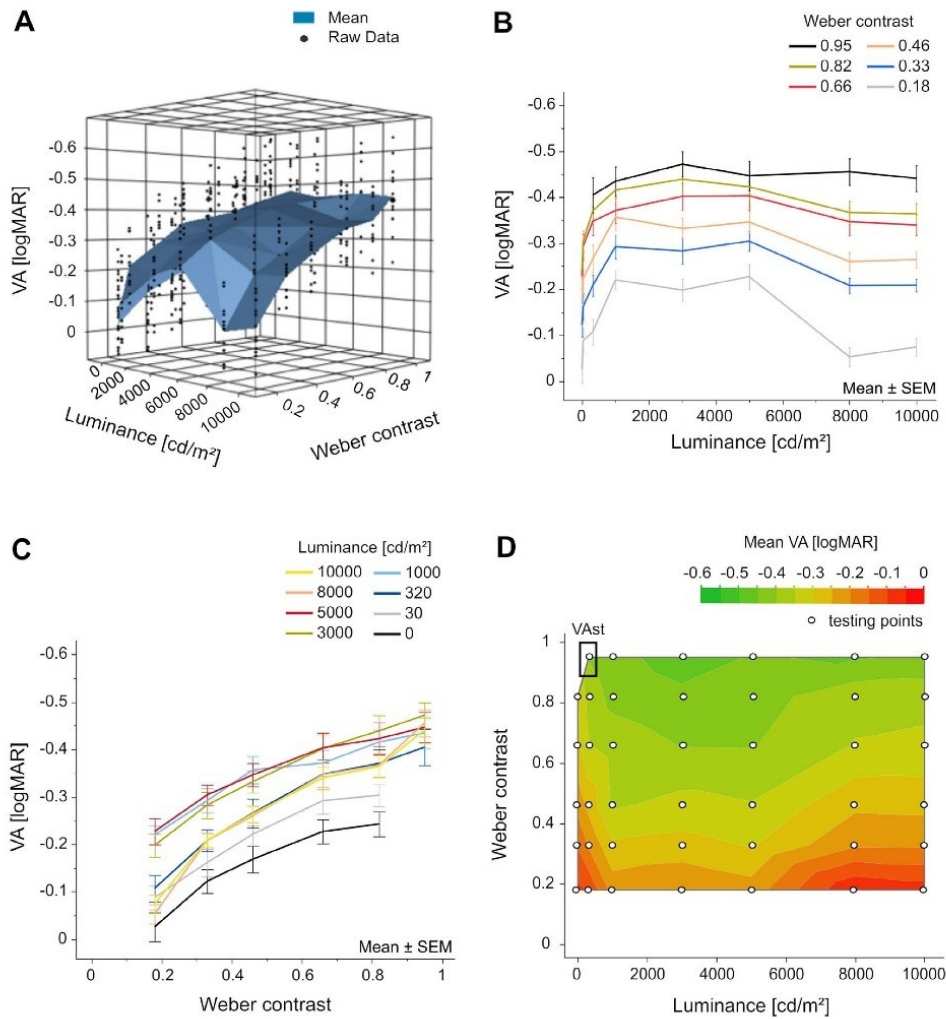 A
Mean
Raw Data
VA [logMAR]
-0.6
-0.5
-0.4
-0.3
-0.2
-0.1
0
0
2000
4000
6000
8000
10000
Luminance [cd/m²]
0.2
0.4
0.6
0.8
1
Weber contrast
B
Weber contrast
0.95 0.46
0.82 0.33
0.66 0.18
VA [logMAR]
-0.6
-0.5
-0.4
-0.3
-0.2
-0.1
0
Mean ± SEM
0 2000 4000 6000 8000 10000
Luminance [cd/m²]
C
Luminance [cd/m²]
10000 1000
8000 320
5000 30
3000 0
VA [logMAR]
-0.6
-0.5
-0.4
-0.3
-0.2
-0.1
0
Mean ± SEM
0 0.2 0.4 0.6 0.8 1
Weber contrast
D
Mean VA [logMAR]
-0.6 -0.5 -0.4 -0.3 -0.2 -0.1 0
testing points
VAst
Weber contrast
1
0.8
0.6
0.4
0.2
0
0 2000 4000 6000 8000 10000
Luminance [cd/m²]